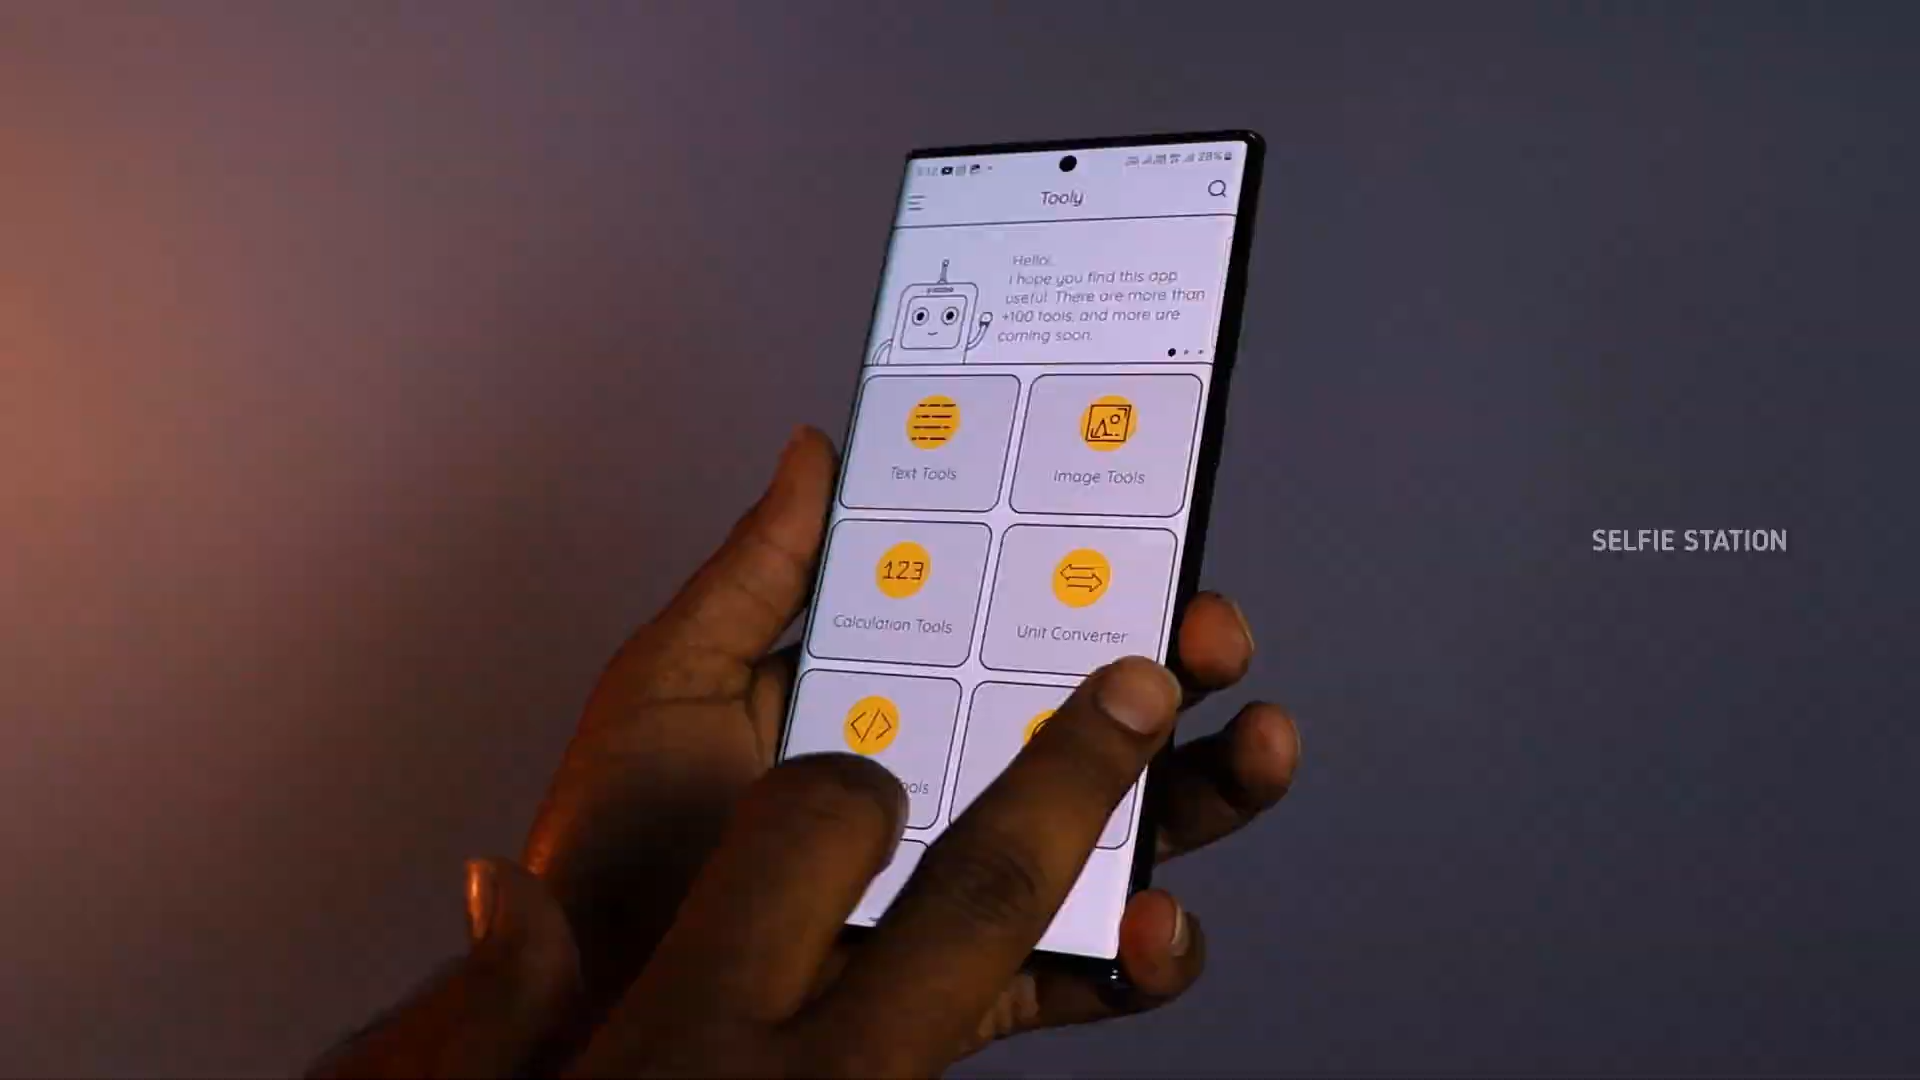 28%
Tooly
Hello!
I hope you find this app
useful. There are more than
+100 tools, and more are
coming soon.
Text Tools
Image Tools
123
Calculation Tools
Unit Converter
</>
SELFIE STATION